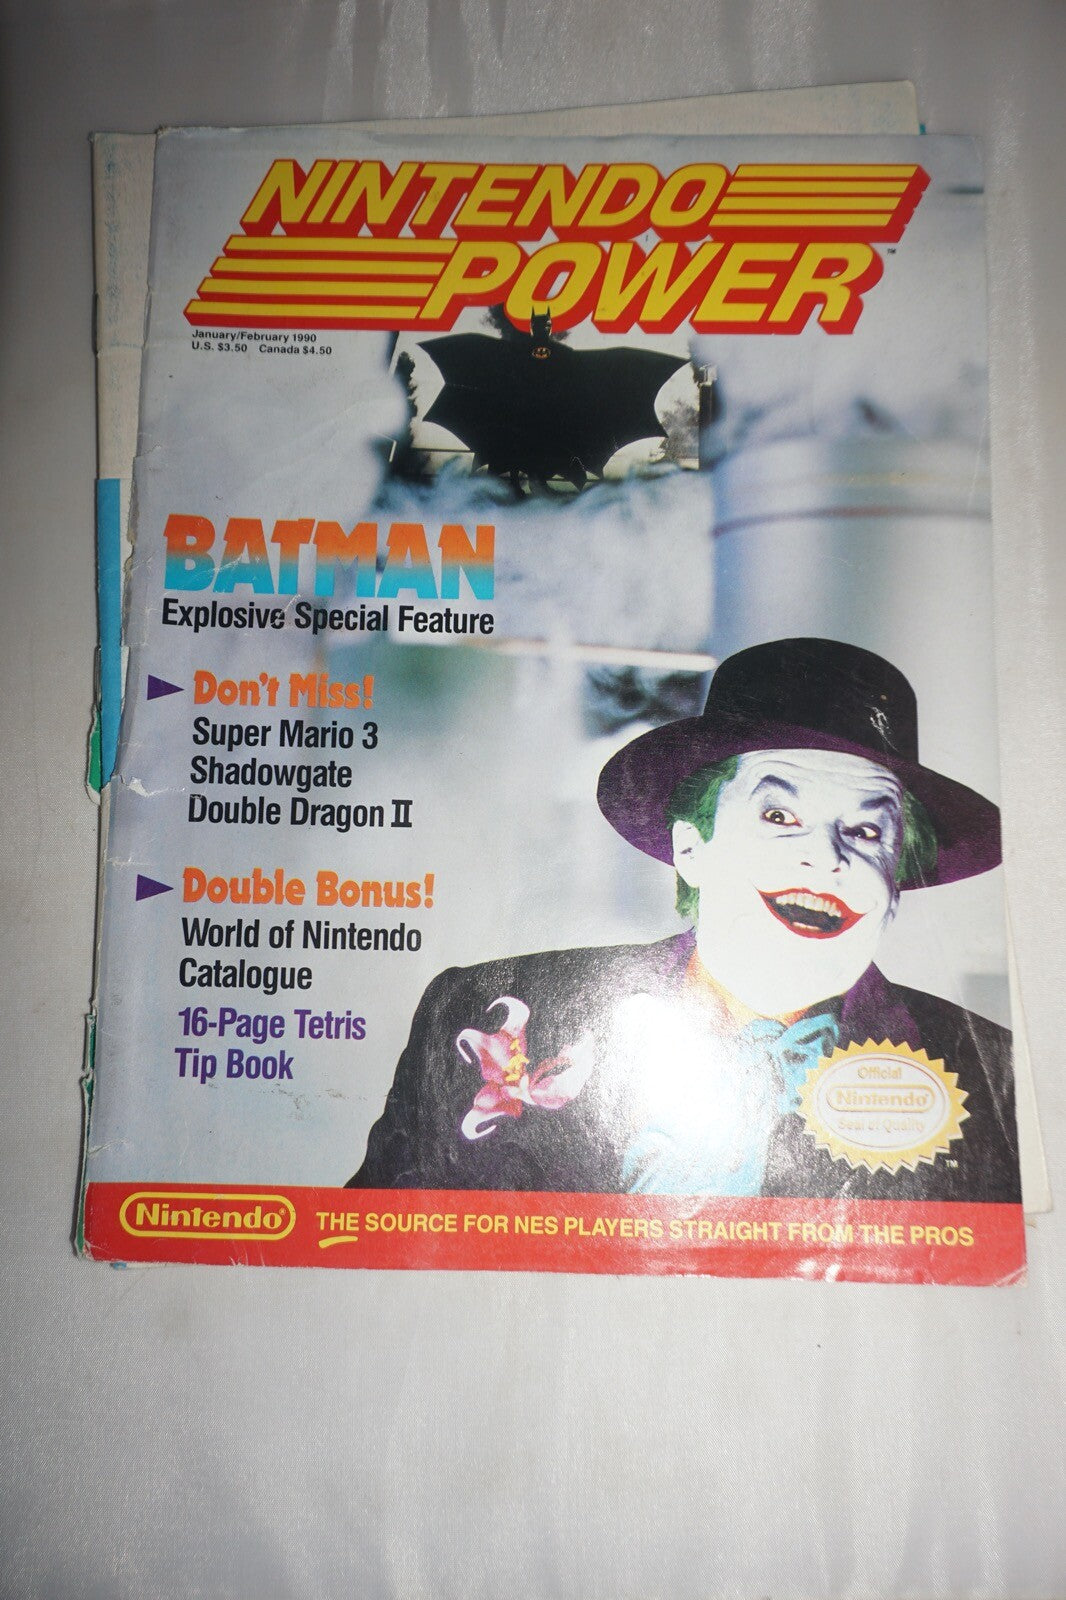 NINTENDO
POWER™
January/February 1990
U.S. $3.50 Canada $4.50
BATMAN
Explosive Special Feature
Don't Miss!
Super Mario 3
Shadowgate
Double Dragon II
Double Bonus!
World of Nintendo
Catalogue
16-Page Tetris
Tip Book
Official
Nintendo®
Seal of Quality
™
Nintendo®
THE SOURCE FOR NES PLAYERS STRAIGHT FROM THE PROS